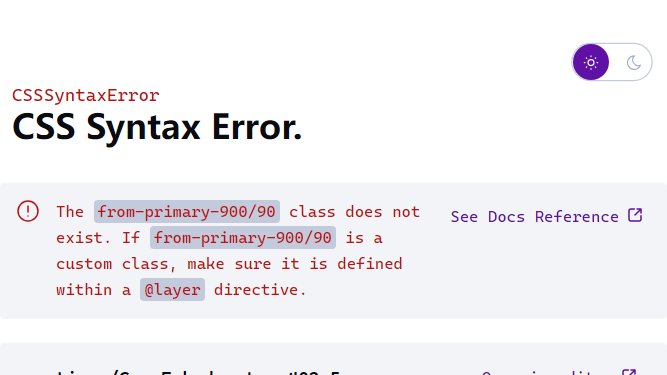 CSSSyntaxError
CSS Syntax Error.
The from-primary-900/90 class does not
exist. If from-primary-900/90 is a
custom class, make sure it is defined
within a @layer directive.
See Docs Reference